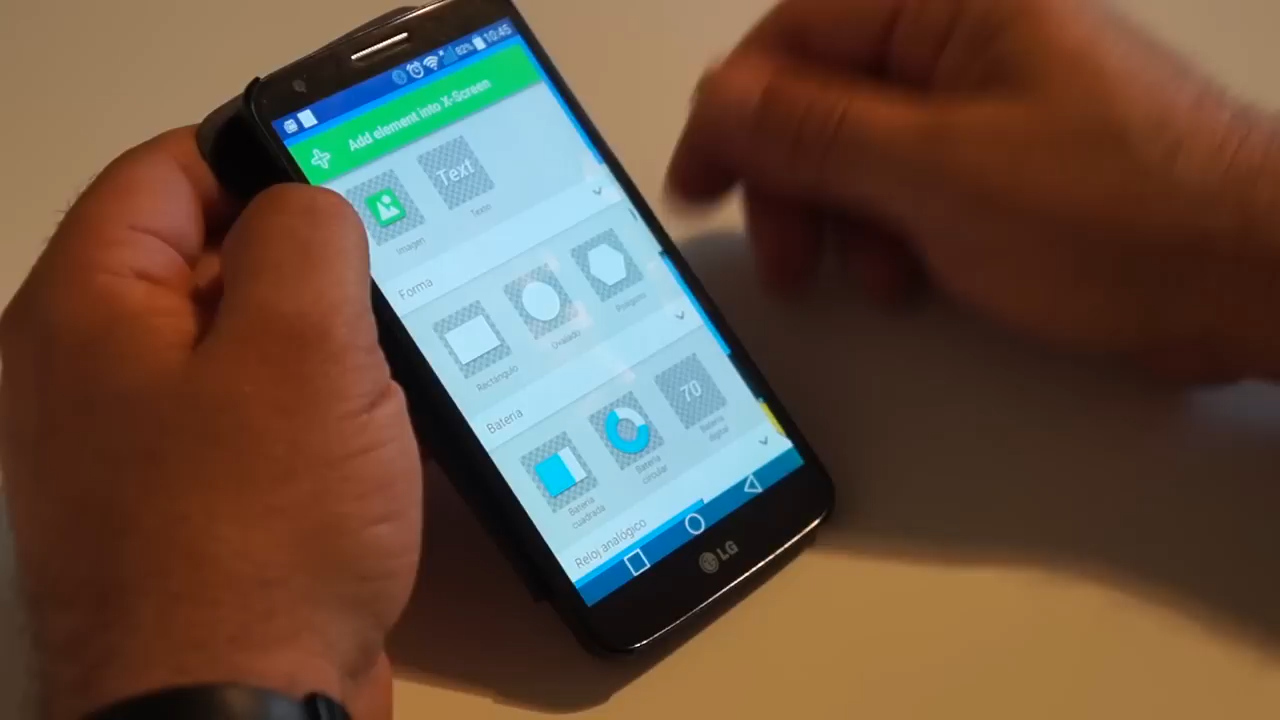 82% 10:45
Add element into X-Screen
Imagen
Text
Texto
Forma
Rectángulo
Ovalado
Polígono
Batería
Batería
cuadrada
Batería
circular
70
Batería
digital
Reloj analógico
LG